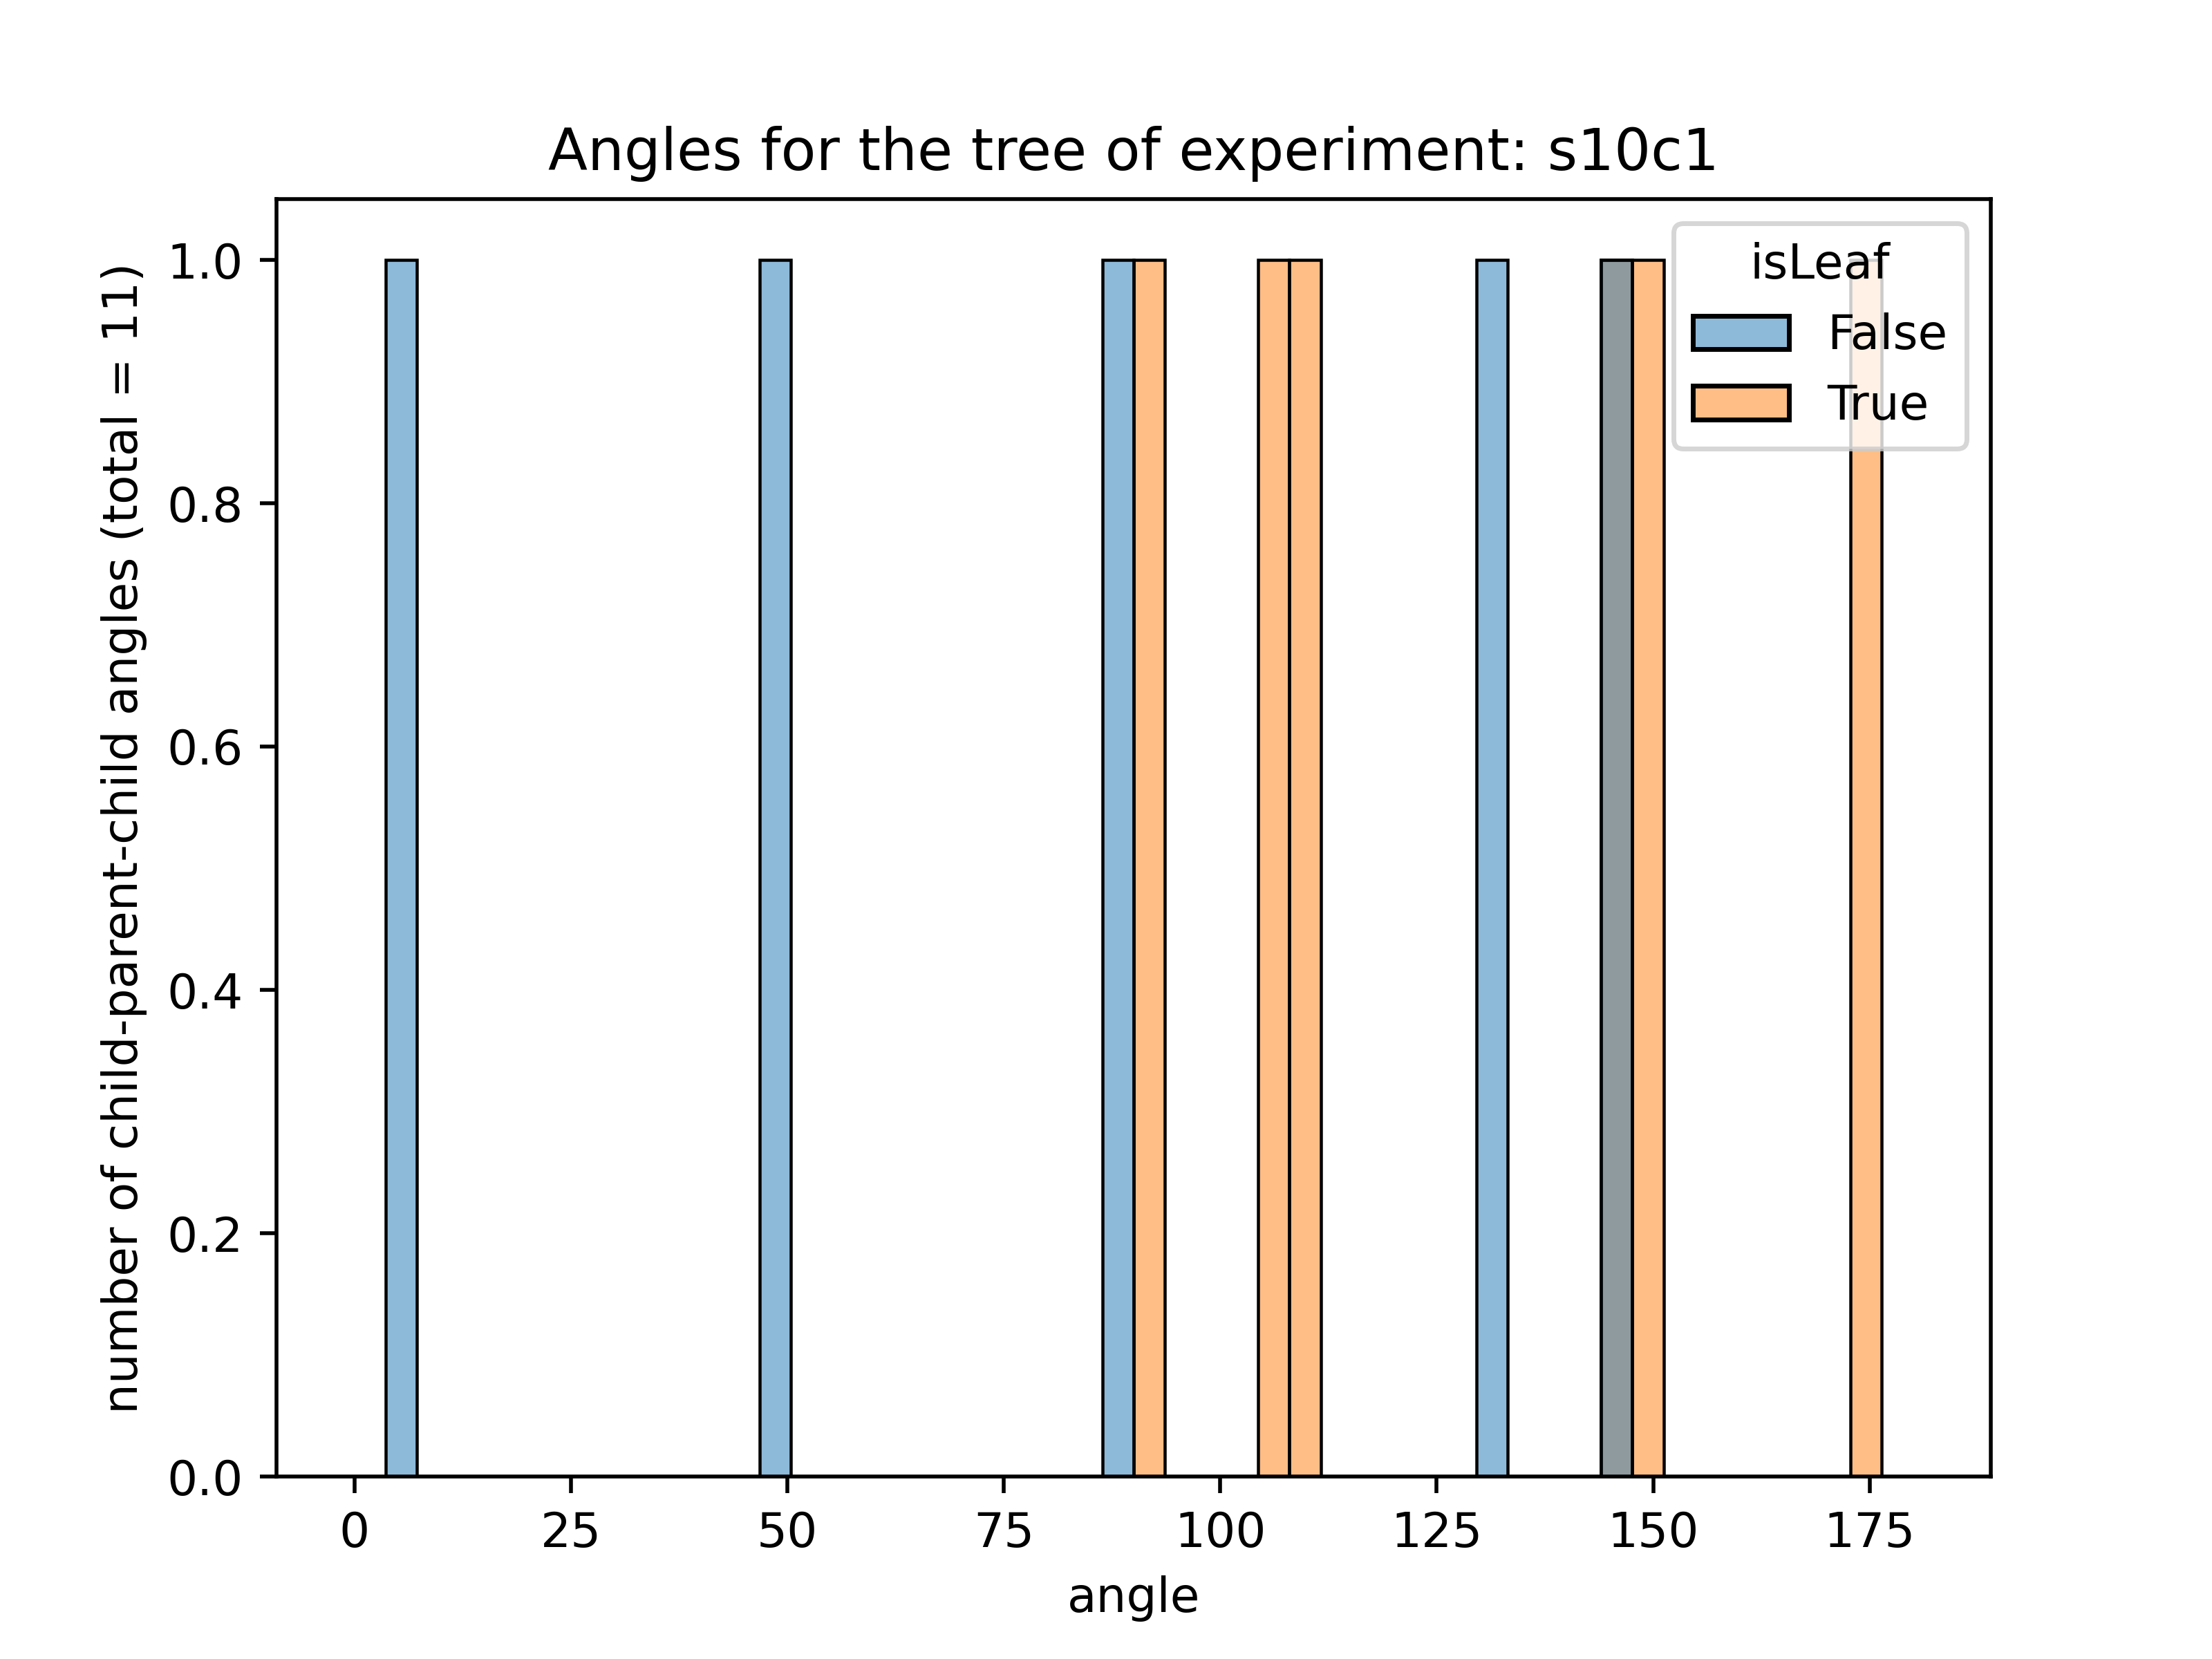 Angles for the tree of experiment: s10c1
number of child-parent-child angles (total = 11)
1.0
0.8
0.6
0.4
0.2
0.0
isLeaf
False
True
0 25 50 75 100 125 150 175
angle